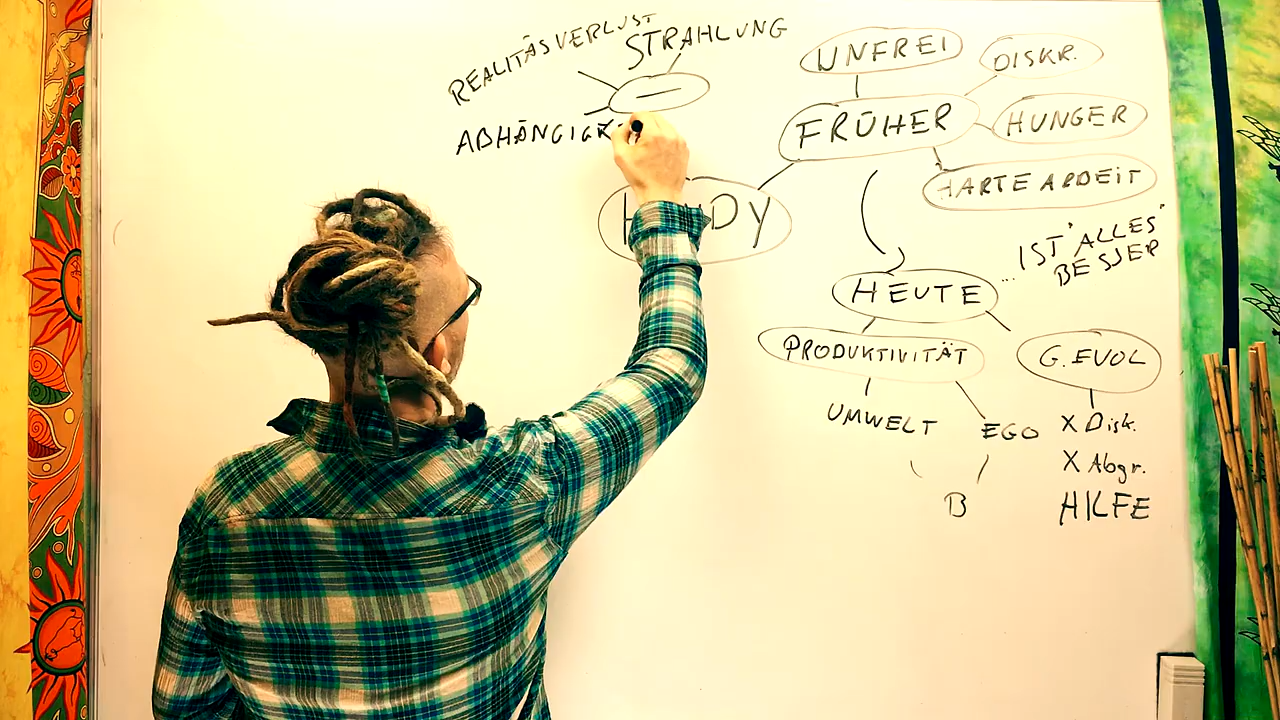 REALITÄSVERLUST
STRAHLUNG
—
ABHÄNGIGK
UNFREI
DISKR.
FRÜHER
HUNGER
HARTE ARBEIT
HANDY
...IST "ALLES"
BESSER
HEUTE
PRODUKTIVITÄT
G. EVOL
UMWELT
EGO
X Disk.
X Abgr.
B
HILFE